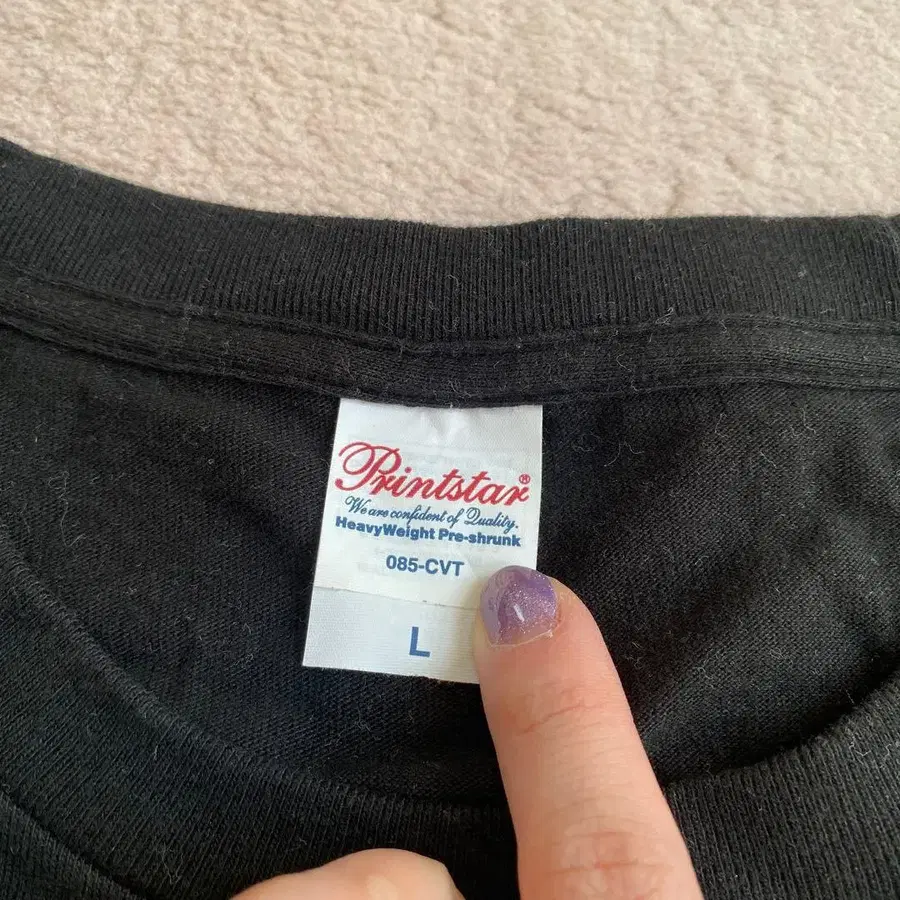 Printstar®
We are confident of Quality.
HeavyWeight Pre-shrunk
085-CVT
L